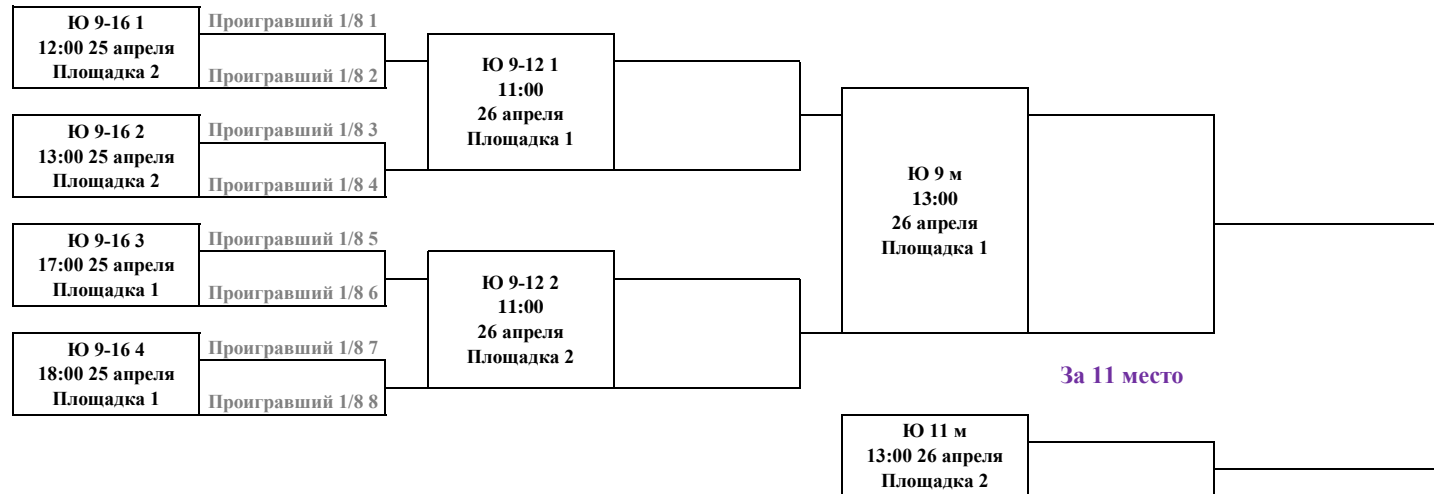 Ю 9-16 1
12:00 25 апреля
Площадка 2
Проигравший 1/8 1
Проигравший 1/8 2
Ю 9-16 2
13:00 25 апреля
Площадка 2
Проигравший 1/8 3
Проигравший 1/8 4
Ю 9-16 3
17:00 25 апреля
Площадка 1
Проигравший 1/8 5
Проигравший 1/8 6
Ю 9-16 4
18:00 25 апреля
Площадка 1
Проигравший 1/8 7
Проигравший 1/8 8
Ю 9-12 1
11:00
26 апреля
Площадка 1
Ю 9-12 2
11:00
26 апреля
Площадка 2
Ю 9 м
13:00
26 апреля
Площадка 1
За 11 место
Ю 11 м
13:00 26 апреля
Площадка 2